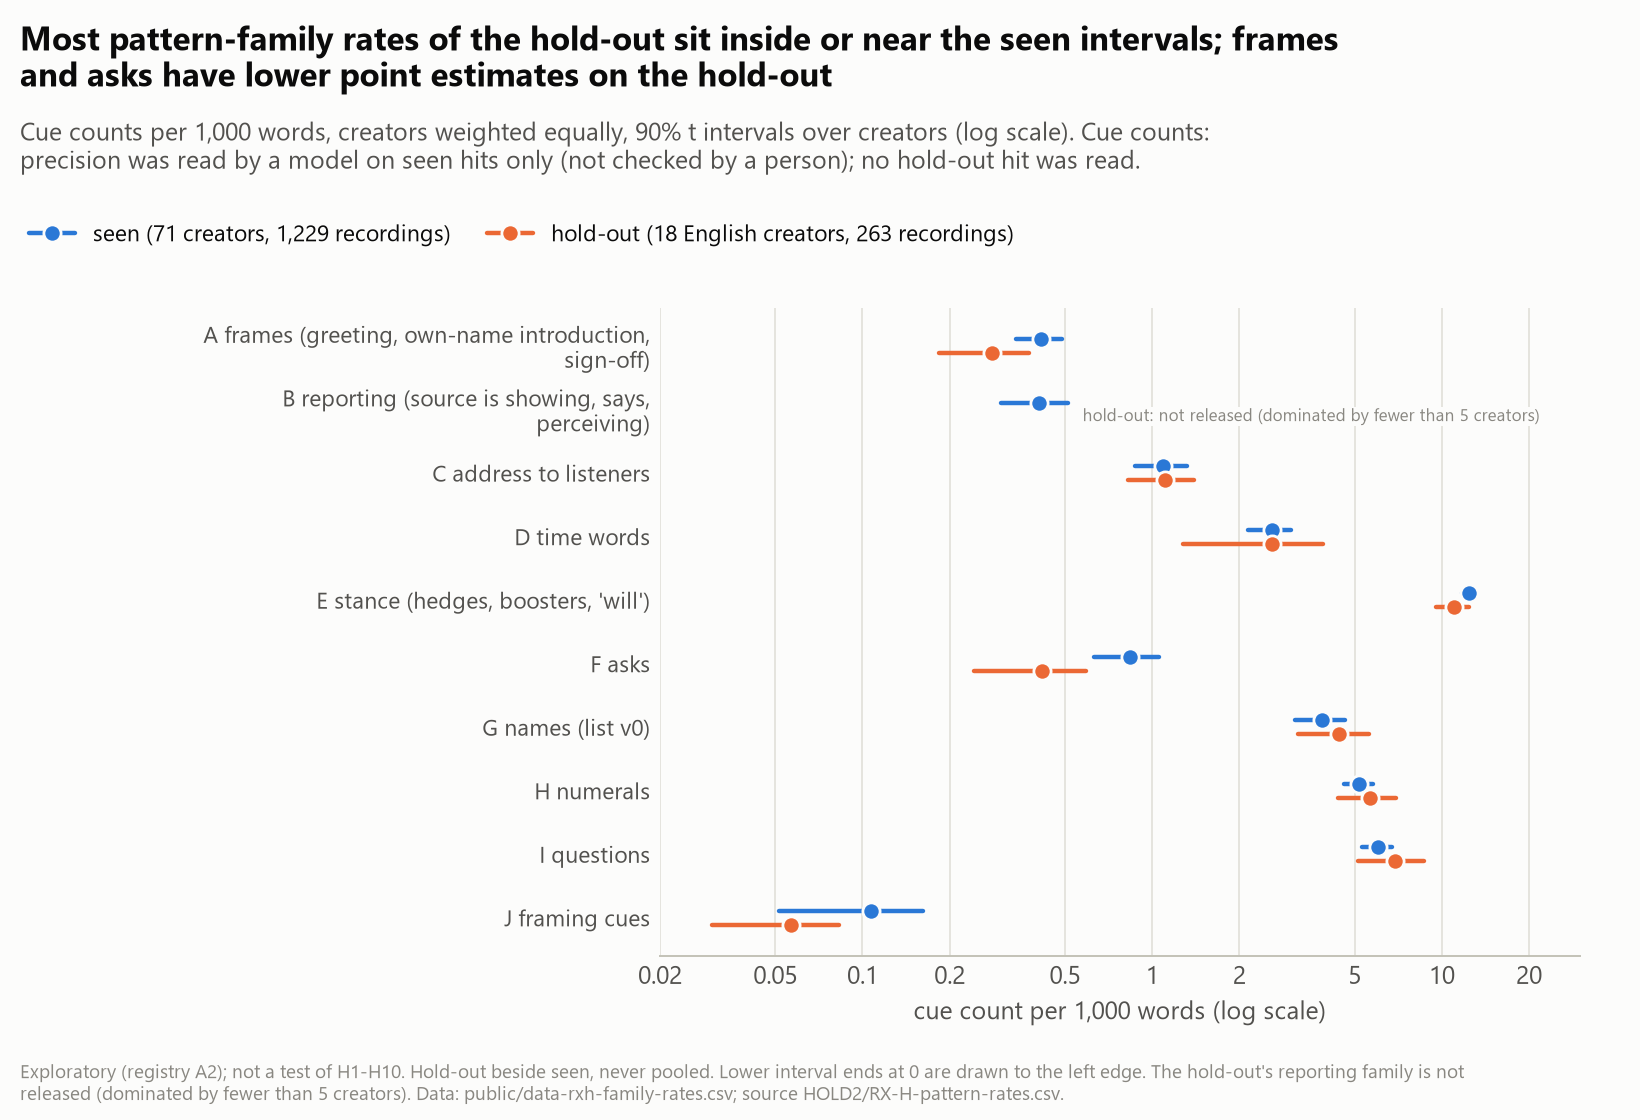 Most pattern-family rates of the hold-out sit inside or near the seen intervals; frames
and asks have lower point estimates on the hold-out
Cue counts per 1,000 words, creators weighted equally, 90% t intervals over creators (log scale). Cue counts:
precision was read by a model on seen hits only (not checked by a person); no hold-out hit was read.
seen (71 creators, 1,229 recordings)
hold-out (18 English creators, 263 recordings)
A frames (greeting, own-name introduction,
sign-off)
B reporting (source is showing, says,
perceiving)
hold-out: not released (dominated by fewer than 5 creators)
C address to listeners
D time words
E stance (hedges, boosters, 'will')
F asks
G names (list v0)
H numerals
I questions
J framing cues
0.02 0.05 0.1 0.2 0.5 1 2 5 10 20
cue count per 1,000 words (log scale)
Exploratory (registry A2); not a test of H1-H10. Hold-out beside seen, never pooled. Lower interval ends at 0 are drawn to the left edge. The hold-out's reporting family is not
released (dominated by fewer than 5 creators). Data: public/data-rxh-family-rates.csv; source HOLD2/RX-H-pattern-rates.csv.